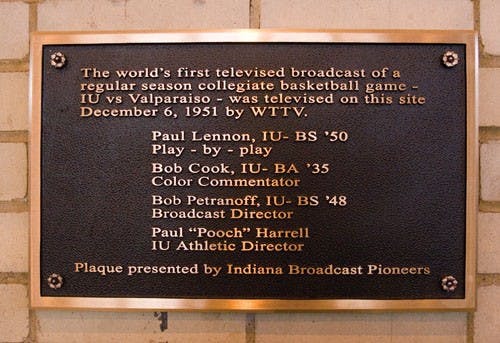 The world's first televised broadcast of a
regular season collegiate basketball game -
IU vs Valparaiso - was televised on this site
December 6, 1951 by WTTV.
Paul Lennon, IU- BS '50
Play - by - play
Bob Cook, IU- BA '35
Color Commentator
Bob Petranoff, IU- BS '48
Broadcast Director
Paul "Pooch" Harrell
IU Athletic Director
Plaque presented by Indiana Broadcast Pioneers